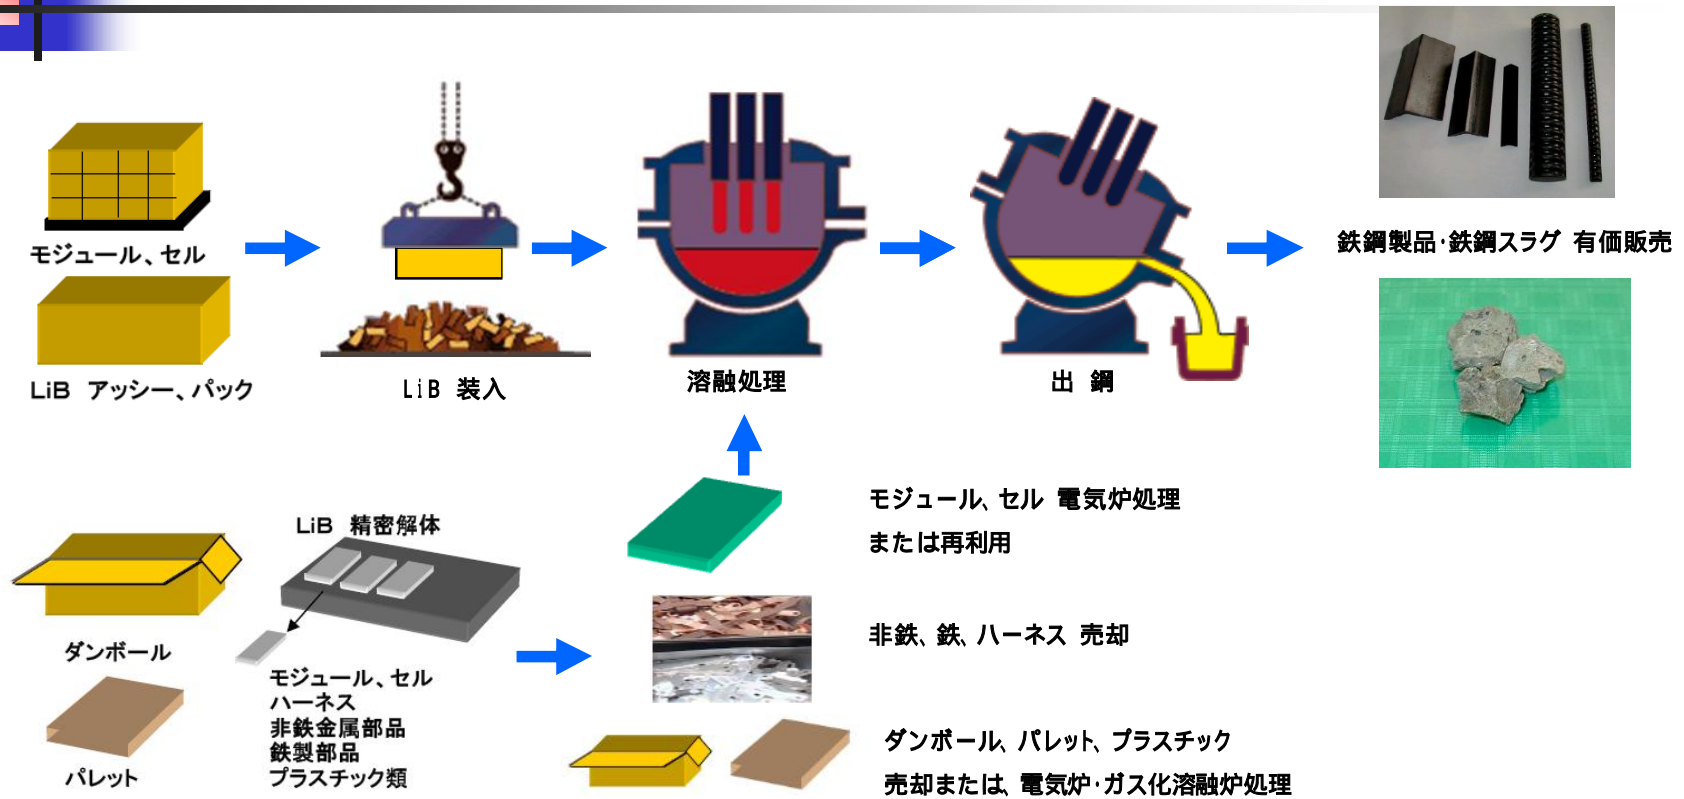 モジュール、セル
LiB アッシー、パック
LiB 装入
溶融処理
出 鋼
鉄鋼製品・鉄鋼スラグ 有価販売
LiB 精密解体
ダンボール
パレット
モジュール、セル
ハーネス
非鉄金属部品
鉄製部品
プラスチック類
モジュール、セル 電気炉処理
または再利用
非鉄、鉄、ハーネス 売却
ダンボール、パレット、プラスチック
売却または、電気炉・ガス化溶融炉処理